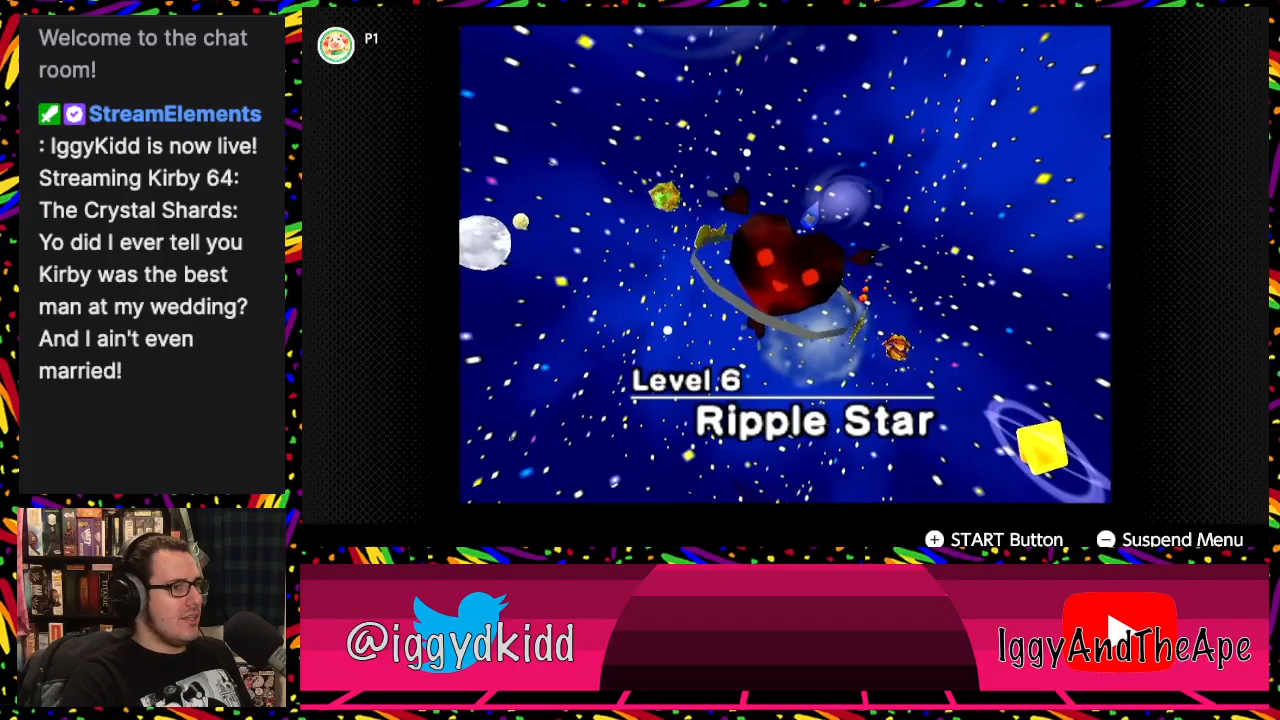 Welcome to the chat
room!
StreamElements
: IggyKidd is now live!
Streaming Kirby 64:
The Crystal Shards:
Yo did I ever tell you
Kirby was the best
man at my wedding?
And I ain't even
married!
P1
Level 6
Ripple Star
START Button
Suspend Menu
@iggydkidd
IggyAndTheApe